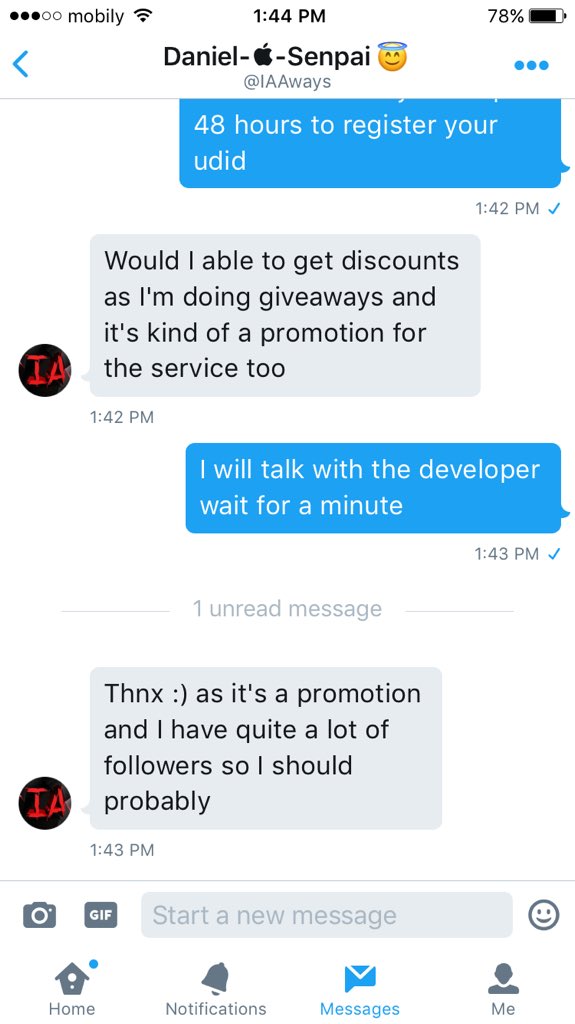 mobily
1:44 PM
78%
Daniel--Senpai
@IAAways
48 hours to register your
udid
1:42 PM
Would I able to get discounts
as I'm doing giveaways and
it's kind of a promotion for
the service too
IA
1:42 PM
I will talk with the developer
wait for a minute
1:43 PM
1 unread message
Thnx :) as it's a promotion
and I have quite a lot of
followers so I should
probably
IA
1:43 PM
GIF
Start a new message
Home
Notifications
Messages
Me